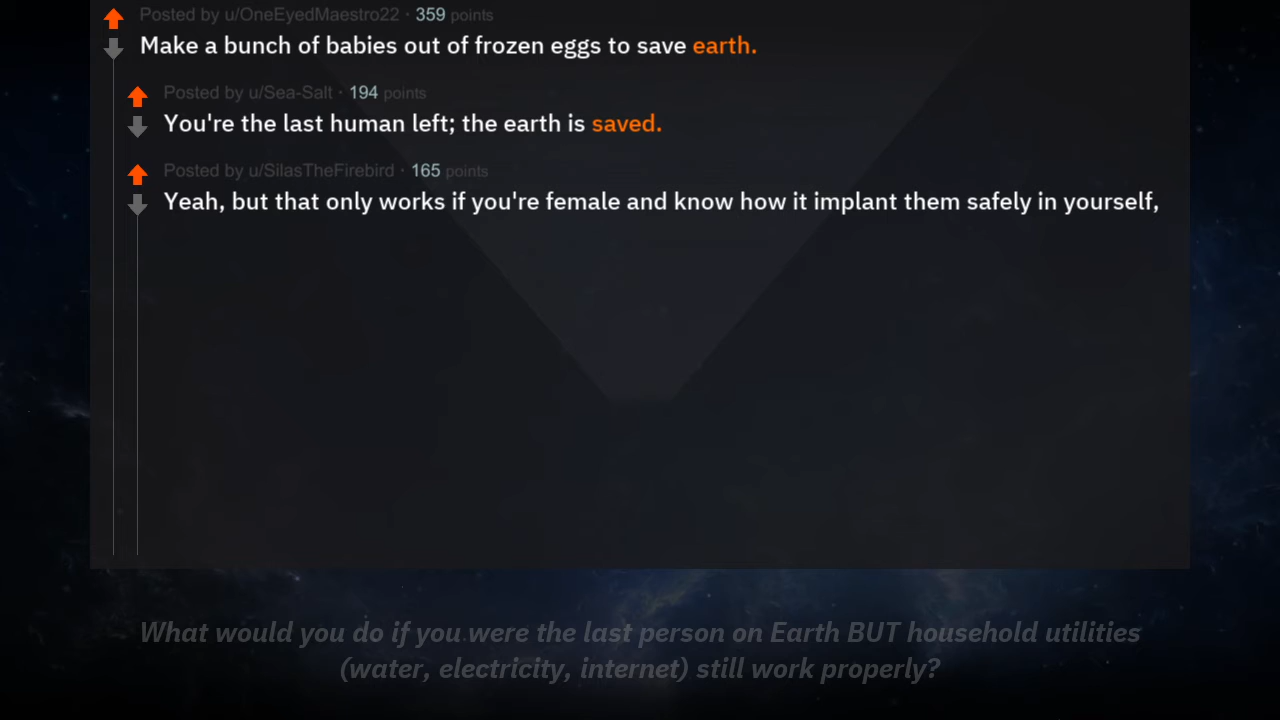 Posted by u/OneEyedMaestro22 · 359 points
Make a bunch of babies out of frozen eggs to save earth.
Posted by u/Sea-Salt · 194 points
You're the last human left; the earth is saved.
Posted by u/SilasTheFirebird · 165 points
Yeah, but that only works if you're female and know how it implant them safely in yourself,
What would you do if you were the last person on Earth BUT household utilities
(water, electricity, internet) still work properly?